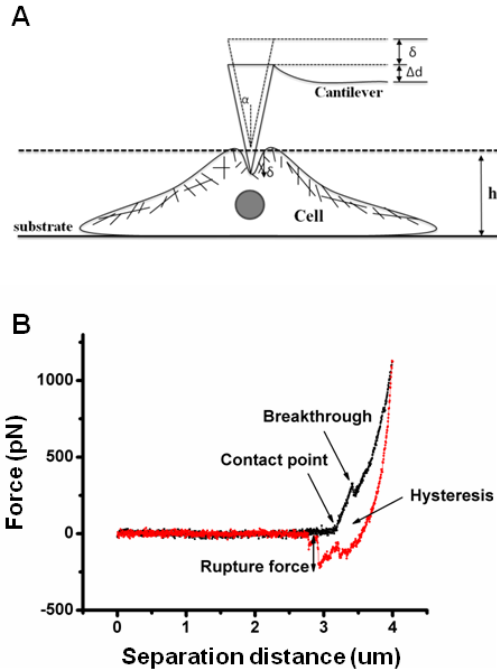 A
δ
Δd
Cantilever
α
δ
h
Cell
substrate
B
1000
500
0
-500
Force (pN)
Breakthrough
Contact point
Hysteresis
Rupture force
0 1 2 3 4
Separation distance (um)